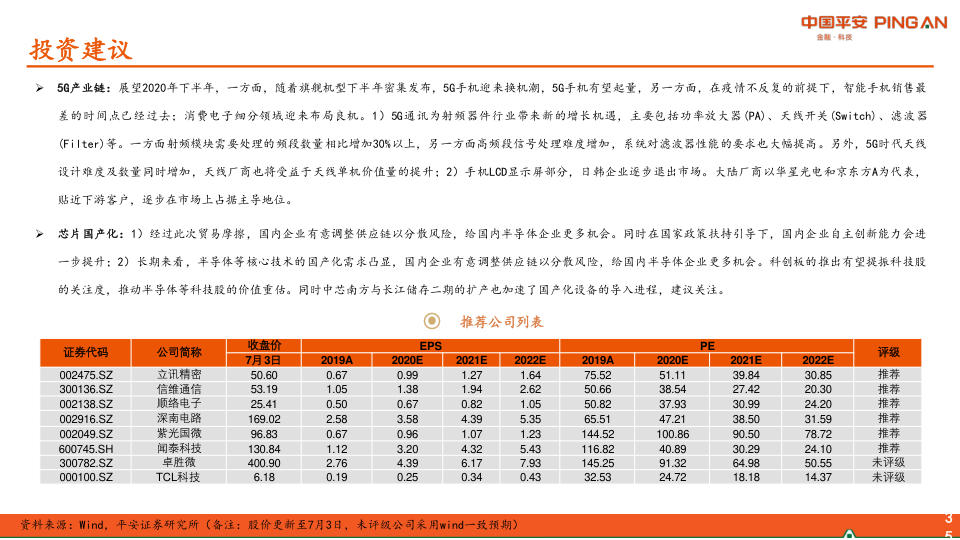 中国平安 PING AN
金融·科技
投资建议
➢ 5G产业链：展望2020年下半年，一方面，随着旗舰机型下半年密集发布，5G手机迎来换机潮，5G手机有望起量，另一方面，在疫情不反复的前提下，智能手机销售最
差的时间点已经过去；消费电子细分领域迎来布局良机。1）5G通讯为射频器件行业带来新的增长机遇，主要包括功率放大器(PA)、天线开关(Switch)、滤波器
(Filter)等。一方面射频模块需要处理的频段数量相比增加30%以上，另一方面高频段信号处理难度增加，系统对滤波器性能的要求也大幅提高。另外，5G时代天线
设计难度及数量同时增加，天线厂商也将受益于天线单机价值量的提升；2）手机LCD显示屏部分，日韩企业逐步退出市场。大陆厂商以华星光电和京东方A为代表，
贴近下游客户，逐步在市场上占据主导地位。
➢ 芯片国产化：1）经过此次贸易摩擦，国内企业有意调整供应链以分散风险，给国内半导体企业更多机会。同时在国家政策扶持引导下，国内企业自主创新能力会进
一步提升；2）长期来看，半导体等核心技术的国产化需求凸显，国内企业有意调整供应链以分散风险，给国内半导体企业更多机会。科创板的推出有望提振科技股
的关注度，推动半导体等科技股的价值重估。同时中芯南方与长江储存二期的扩产也加速了国产化设备的导入进程，建议关注。
推荐公司列表
证券代码 公司简称 收盘价 EPS PE 评级
7月3日 2019A 2020E 2021E 2022E 2019A 2020E 2021E 2022E
002475.SZ 立讯精密 50.60 0.67 0.99 1.27 1.64 75.52 51.11 39.84 30.85 推荐
300136.SZ 信维通信 53.19 1.05 1.38 1.94 2.62 50.66 38.54 27.42 20.30 推荐
002138.SZ 顺络电子 25.41 0.50 0.67 0.82 1.05 50.82 37.93 30.99 24.20 推荐
002916.SZ 深南电路 169.02 2.58 3.58 4.39 5.35 65.51 47.21 38.50 31.59 推荐
002049.SZ 紫光国微 96.83 0.67 0.96 1.07 1.23 144.52 100.86 90.50 78.72 推荐
600745.SH 闻泰科技 130.84 1.12 3.20 4.32 5.43 116.82 40.89 30.29 24.10 推荐
300782.SZ 卓胜微 400.90 2.76 4.39 6.17 7.93 145.25 91.32 64.98 50.55 未评级
000100.SZ TCL科技 6.18 0.19 0.25 0.34 0.43 32.53 24.72 18.18 14.37 未评级
资料来源：Wind，平安证券研究所（备注：股价更新至7月3日，未评级公司采用wind一致预期）
35